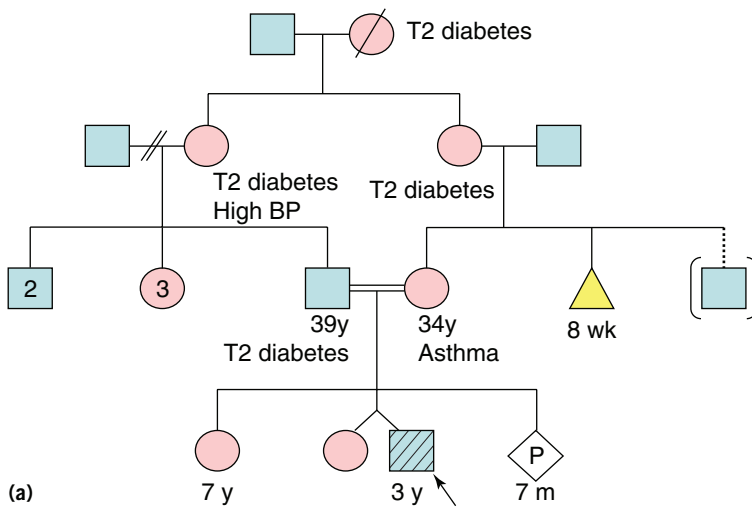 T2 diabetes
T2 diabetes
High BP
T2 diabetes
2
3
39y
T2 diabetes
34y
Asthma
8 wk
7 y
3 y
P
7 m
(a)